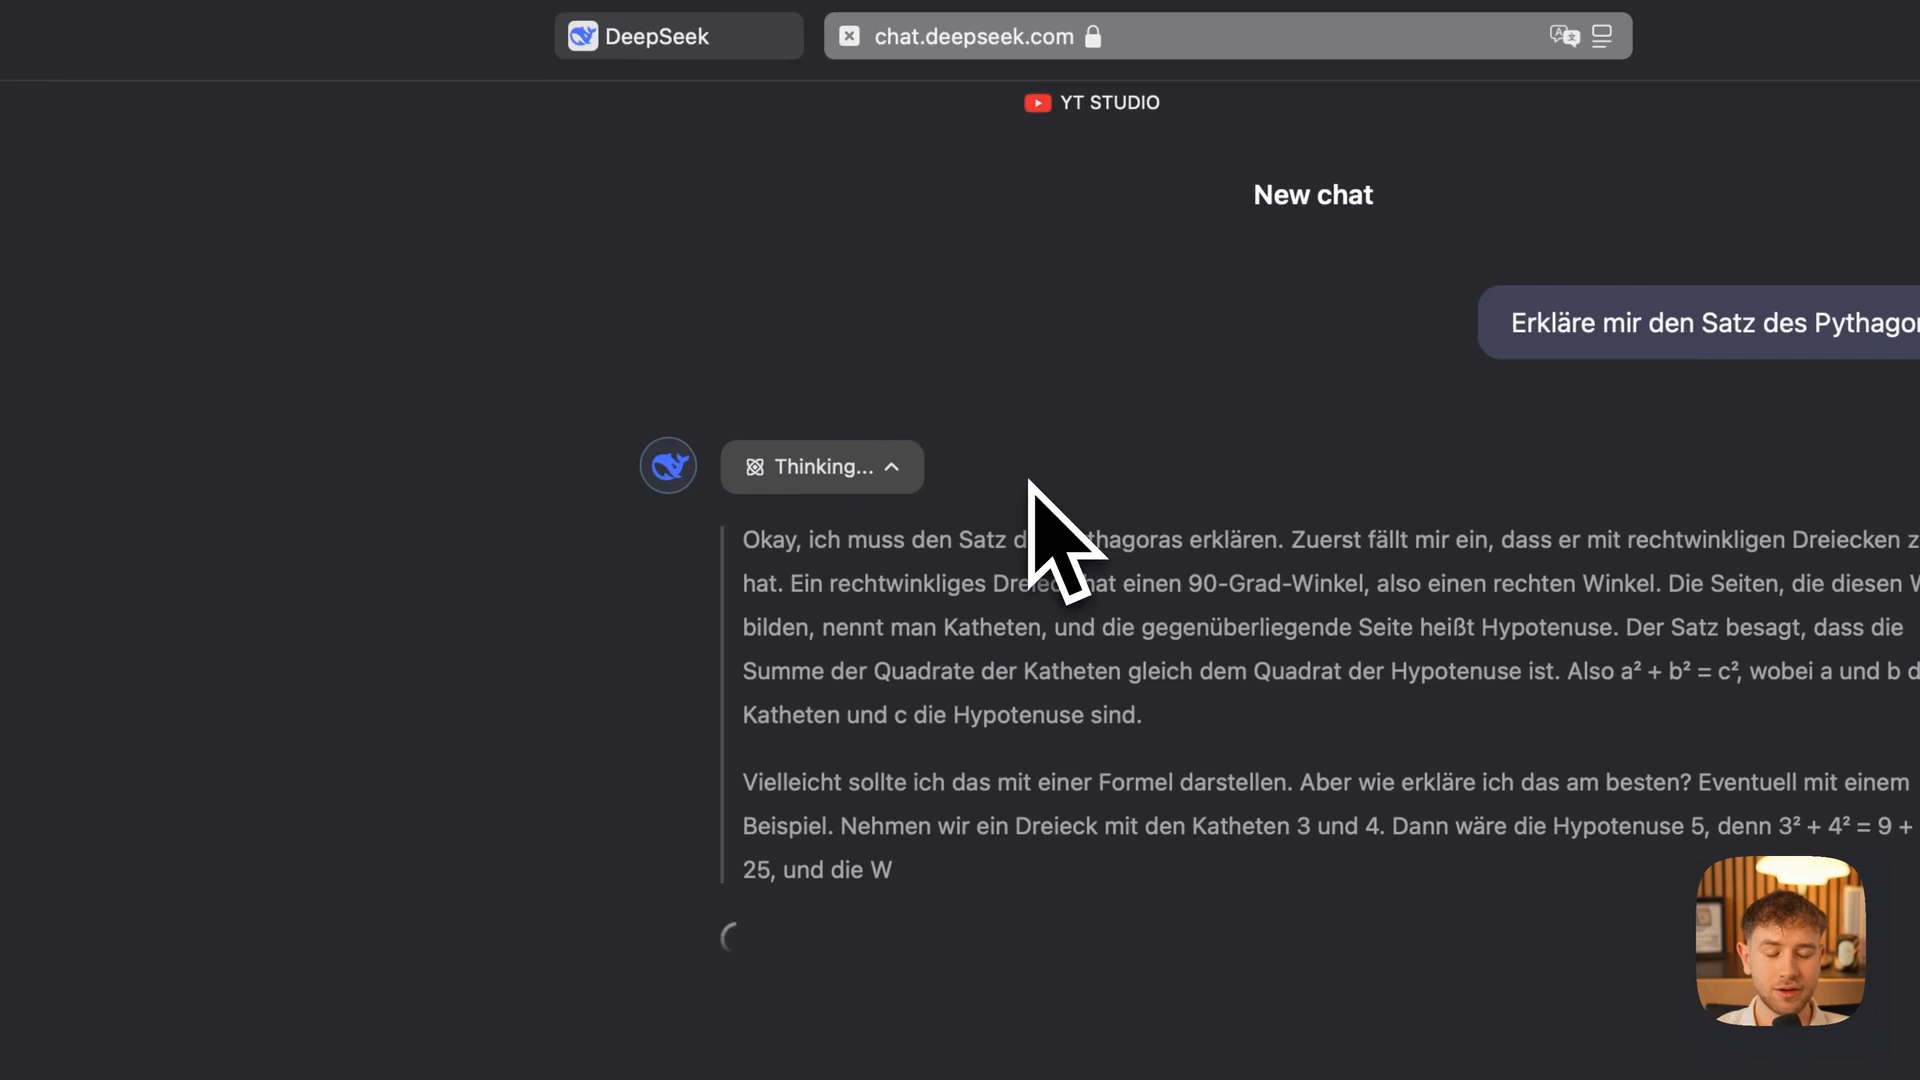 DeepSeek
chat.deepseek.com
YT STUDIO
New chat
Erkläre mir den Satz des
Thinking...
Okay, ich muss den Satz erklären. Zuerst fällt mir ein, dass er mit rechtwinkligen Dreiecken
hat. Ein rechtwinkliges hat einen 90-Grad-Winkel, also einen rechten Winkel. Die Seiten, die diesen
bilden, nennt man Katheten, und die gegenüberliegende Seite heißt Hypotenuse. Der Satz besagt, dass die
Summe der Quadrate der Katheten gleich dem Quadrat der Hypotenuse ist. Also a² + b² = c², wobei a und b
Katheten und c die Hypotenuse sind.
Vielleicht sollte ich das mit einer Formel darstellen. Aber wie erkläre ich das am besten? Eventuell mit einem
Beispiel. Nehmen wir ein Dreieck mit den Katheten 3 und 4. Dann wäre die Hypotenuse 5, denn 3² + 4² = 9 +
25, und die W